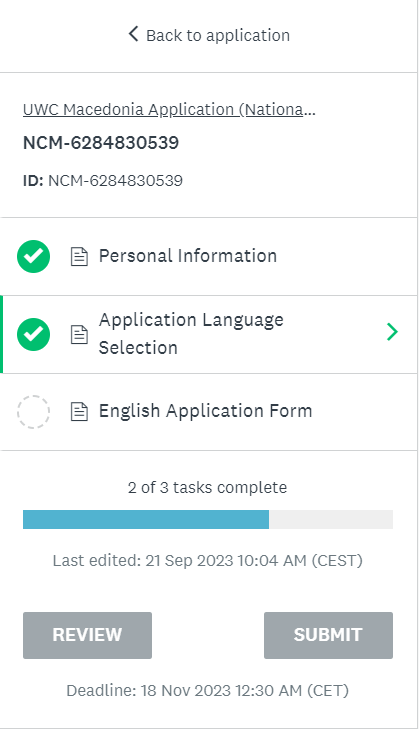 Back to application
UWC Macedonia Application (Nationa...
NCM-6284830539
ID: NCM-6284830539
Personal Information
Application Language
Selection
English Application Form
2 of 3 tasks complete
Last edited: 21 Sep 2023 10:04 AM (CEST)
REVIEW SUBMIT
Deadline: 18 Nov 2023 12:30 AM (CET)